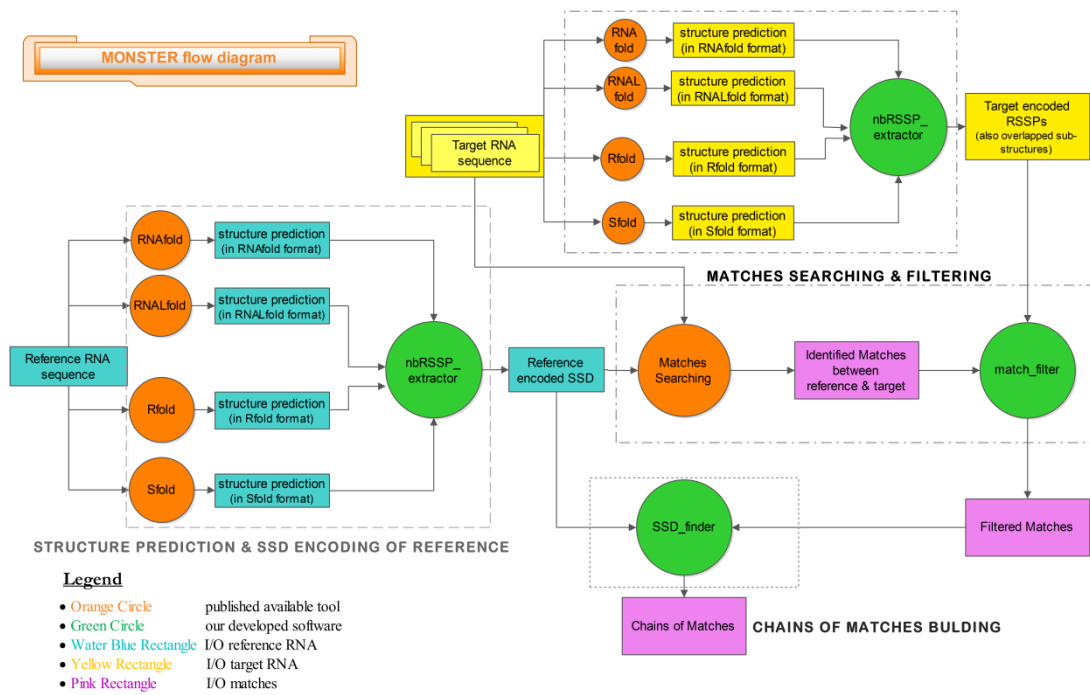 MONSTER flow diagram
RNA
fold
structure prediction
(in RNAfold format)
RNAL
fold
structure prediction
(in RNALfold format)
Target RNA
sequence
Rfold
structure prediction
(in Rfold format)
Sfold
structure prediction
(in Sfold format)
nbRSSP_
extractor
Target encoded
RSSPs
(also overlapped sub-
structures)
MATCHES SEARCHING & FILTERING
Reference RNA
sequence
RNAfold
structure prediction
(in RNAfold format)
RNALfold
structure prediction
(in RNALfold format)
Rfold
structure prediction
(in Rfold format)
Sfold
structure prediction
(in Sfold format)
nbRSSP_
extractor
Reference
encoded SSD
Matches
Searching
Identified Matches
between
reference & target
match_filter
STRUCTURE PREDICTION & SSD ENCODING OF REFERENCE
SSD_finder
Filtered Matches
Chains of Matches
CHAINS OF MATCHES BULDING
Legend
• Orange Circle published available tool
• Green Circle our developed software
• Water Blue Rectangle I/O reference RNA
• Yellow Rectangle I/O target RNA
• Pink Rectangle I/O matches